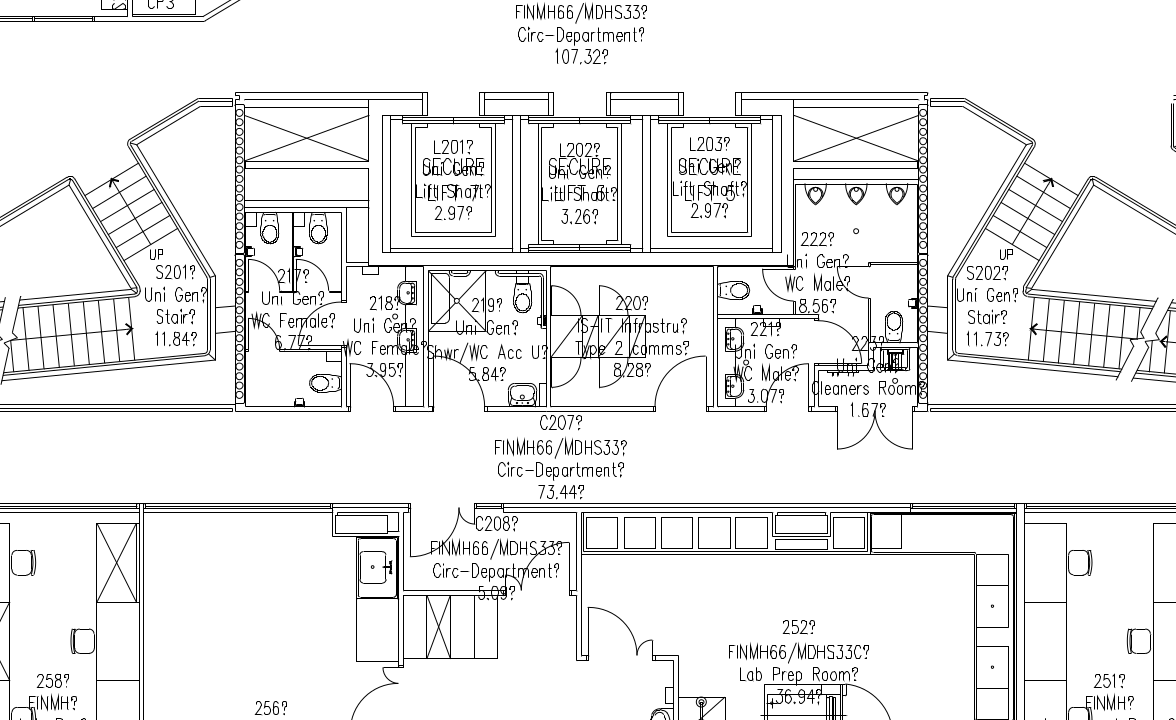 CP3
FINMH66/MDHS33?
Circ-Department?
107.32?
L201?
SECURE
Uni Gen?
Lift Shaft?
LIFT 7
2.97?
L202?
SECURE
Uni Gen?
Lift Shaft?
LIFT 6
3.26?
L203?
SECURE
Uni Gen?
Lift Shaft?
LIFT 5
2.97?
UP
S201?
Uni Gen?
Stair?
11.84?
217?
Uni Gen?
WC Female?
6.77?
218?
Uni Gen?
WC Female?
3.95?
219?
Uni Gen?
Shwr/WC Acc U?
5.84?
220?
IS-IT Infrastru?
Type 2 comms?
8.28?
222?
Uni Gen?
WC Male?
8.56?
221?
Uni Gen?
WC Male?
3.07?
223?
Uni Gen?
Cleaners Room?
1.67?
UP
S202?
Uni Gen?
Stair?
11.73?
C207?
FINMH66/MDHS33?
Circ-Department?
73.44?
C208?
FINMH66/MDHS33?
Circ-Department?
5.09?
252?
FINMH66/MDHS33C?
Lab Prep Room?
36.94?
258?
FINMH?
256?
251?
FINMH?